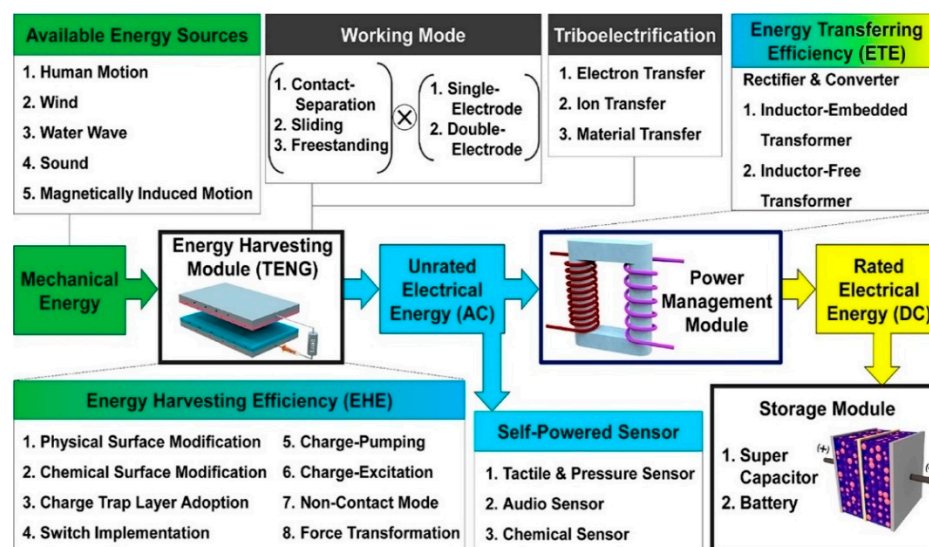 Available Energy Sources
1. Human Motion
2. Wind
3. Water Wave
4. Sound
5. Magnetically Induced Motion
Working Mode
1. Contact-
Separation
2. Sliding
3. Freestanding
1. Single-
Electrode
2. Double-
Electrode
Triboelectrification
1. Electron Transfer
2. Ion Transfer
3. Material Transfer
Energy Transferring
Efficiency (ETE)
Rectifier & Converter
1. Inductor-Embedded
Transformer
2. Inductor-Free
Transformer
Mechanical
Energy
Energy Harvesting
Module (TENG)
Unrated
Electrical
Energy (AC)
Power
Management
Module
Rated
Electrical
Energy (DC)
Energy Harvesting Efficiency (EHE)
1. Physical Surface Modification
2. Chemical Surface Modification
3. Charge Trap Layer Adoption
4. Switch Implementation
5. Charge-Pumping
6. Charge-Excitation
7. Non-Contact Mode
8. Force Transformation
Self-Powered Sensor
1. Tactile & Pressure Sensor
2. Audio Sensor
3. Chemical Sensor
Storage Module
1. Super
Capacitor
2. Battery
(+)